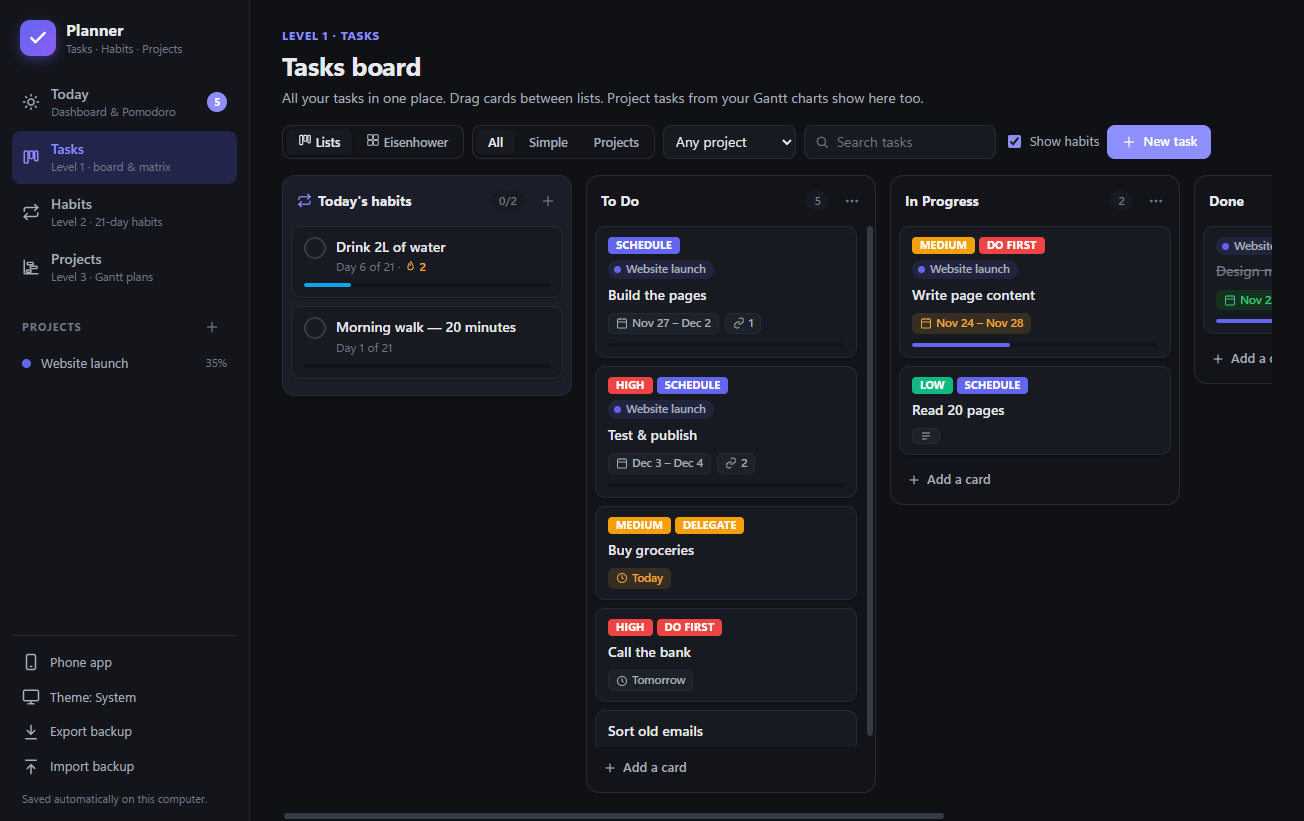 Planner
Tasks · Habits · Projects
Today
Dashboard & Pomodoro
5
Tasks
Level 1 · board & matrix
Habits
Level 2 · 21-day habits
Projects
Level 3 · Gantt plans
PROJECTS
Website launch 35%
Phone app
Theme: System
Export backup
Import backup
Saved automatically on this computer.
LEVEL 1 · TASKS
Tasks board
All your tasks in one place. Drag cards between lists. Project tasks from your Gantt charts show here too.
Lists Eisenhower All Simple Projects Any project Search tasks Show habits New task
Today's habits 0/2
Drink 2L of water
Day 6 of 21 · 2
Morning walk — 20 minutes
Day 1 of 21
To Do 5
SCHEDULE
Website launch
Build the pages
Nov 27 – Dec 2 1
HIGH SCHEDULE
Website launch
Test & publish
Dec 3 – Dec 4 2
MEDIUM DELEGATE
Buy groceries
Today
HIGH DO FIRST
Call the bank
Tomorrow
Sort old emails
Add a card
In Progress 2
MEDIUM DO FIRST
Website launch
Write page content
Nov 24 – Nov 28
LOW SCHEDULE
Read 20 pages
Add a card
Done
Design
Nov 2
Add a